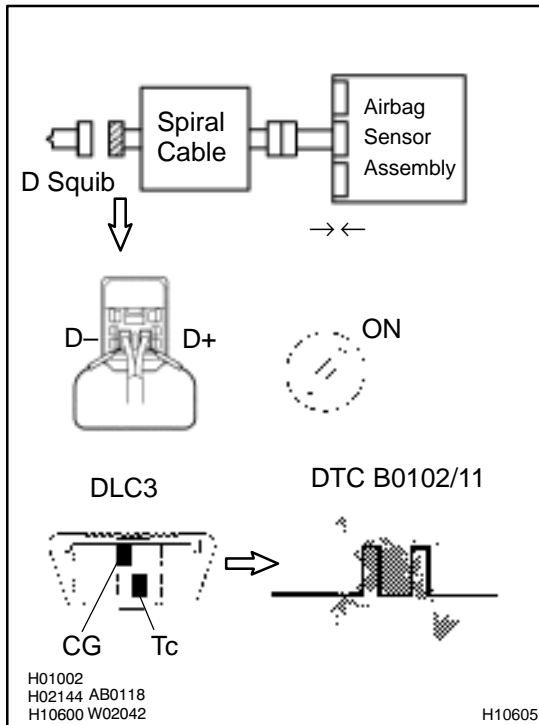 Spiral
Cable
Airbag
Sensor
Assembly
D Squib
D– D+
ON
DLC3
DTC B0102/11
CG Tc
H01002
H02144 AB0118
H10600 W02042
H10605